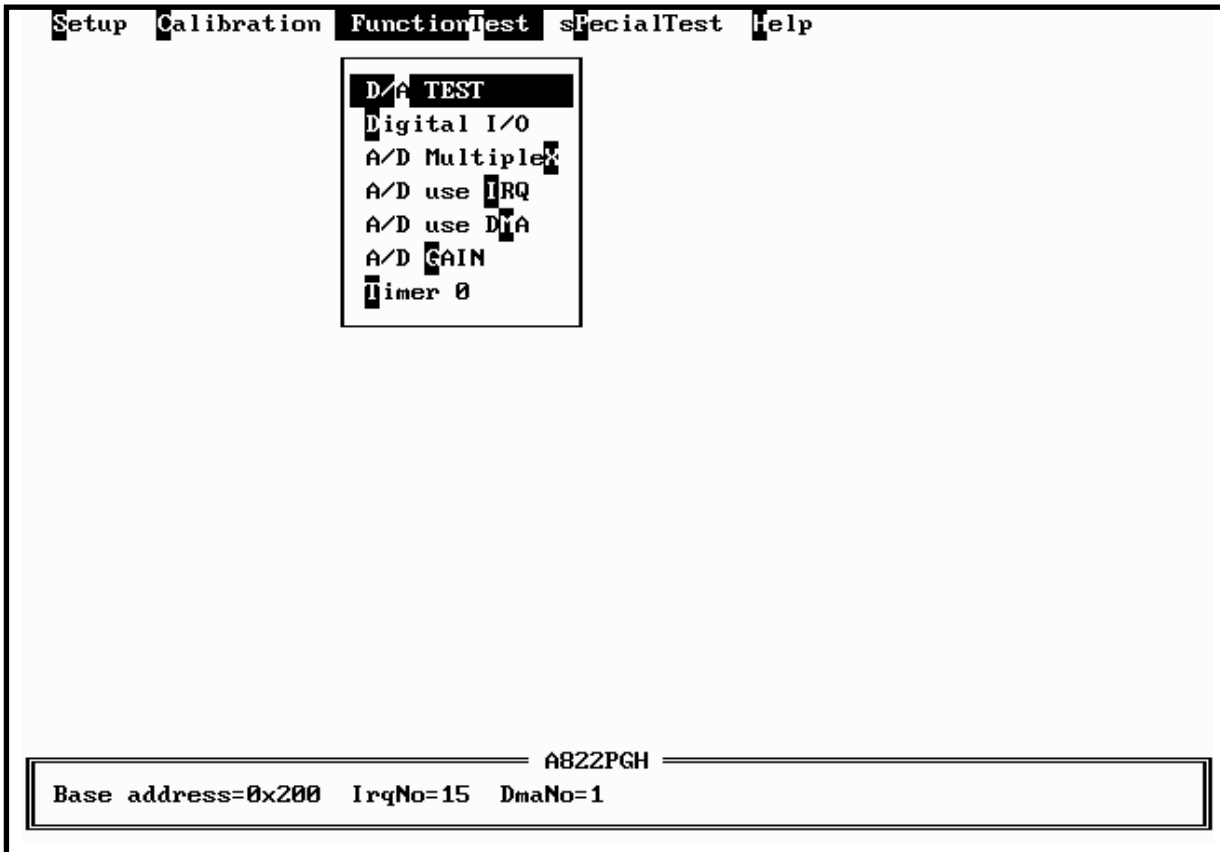 Setup Calibration FunctionTest sPecialTest Help
D/A TEST
Digital I/O
A/D MultipleX
A/D use IRQ
A/D use DMA
A/D GAIN
Timer 0
A822PGH
Base address=0x200 IrqNo=15 DmaNo=1